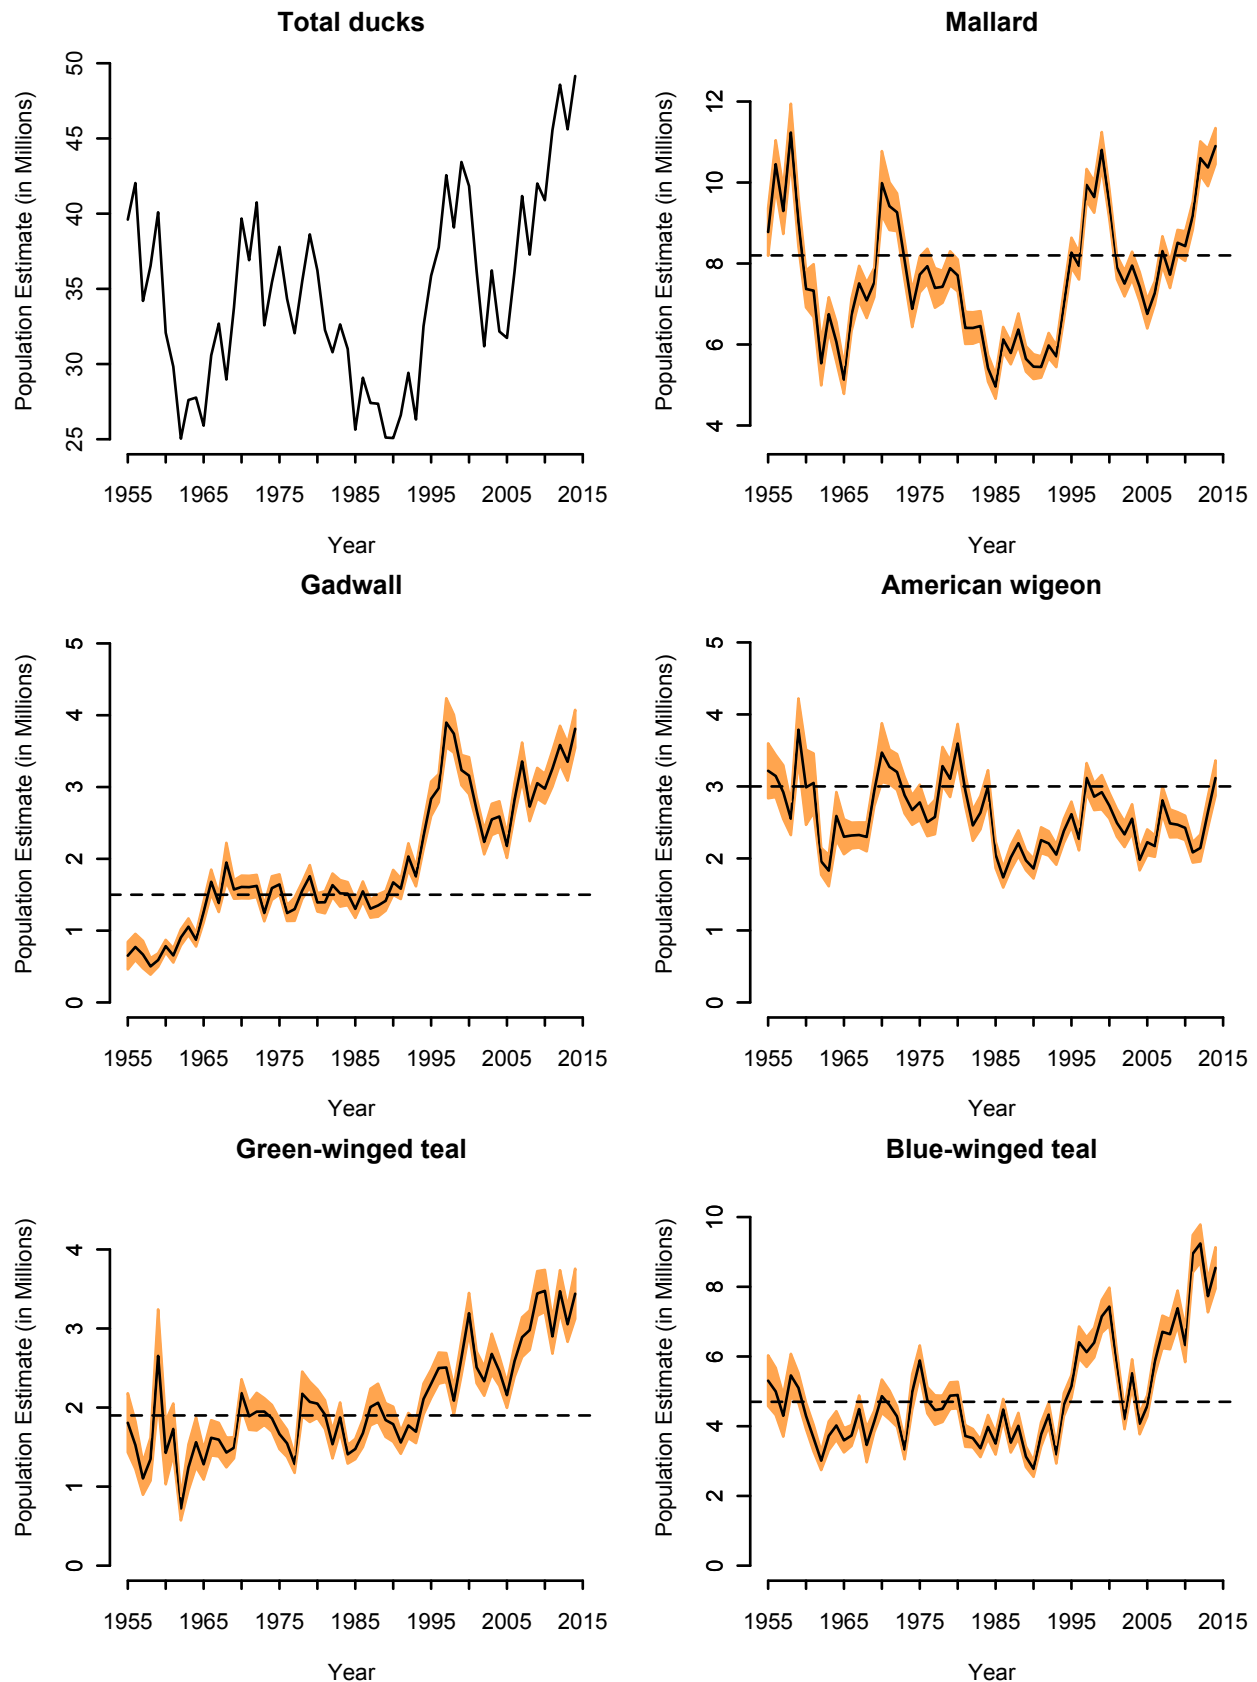 Total ducks
Population Estimate (in Millions)
50
45
40
35
30
25
1955 1965 1975 1985 1995 2005 2015
Year
Mallard
Population Estimate (in Millions)
12
10
8
6
4
1955 1965 1975 1985 1995 2005 2015
Year
Gadwall
Population Estimate (in Millions)
5
4
3
2
1
0
1955 1965 1975 1985 1995 2005 2015
Year
American wigeon
Population Estimate (in Millions)
5
4
3
2
1
0
1955 1965 1975 1985 1995 2005 2015
Year
Green-winged teal
Population Estimate (in Millions)
4
3
2
1
0
1955 1965 1975 1985 1995 2005 2015
Year
Blue-winged teal
Population Estimate (in Millions)
10
8
6
4
2
0
1955 1965 1975 1985 1995 2005 2015
Year